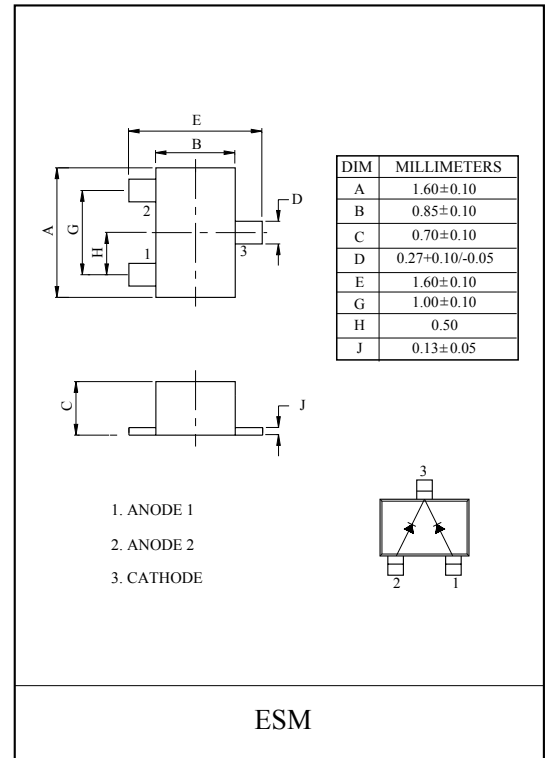 E
B
A
G
H
2
1
3
D
DIM MILLIMETERS
A 1.60±0.10
B 0.85±0.10
C 0.70±0.10
D 0.27+0.10/-0.05
E 1.60±0.10
G 1.00±0.10
H 0.50
J 0.13±0.05
C
J
1. ANODE 1
2. ANODE 2
3. CATHODE
3
2 1
ESM